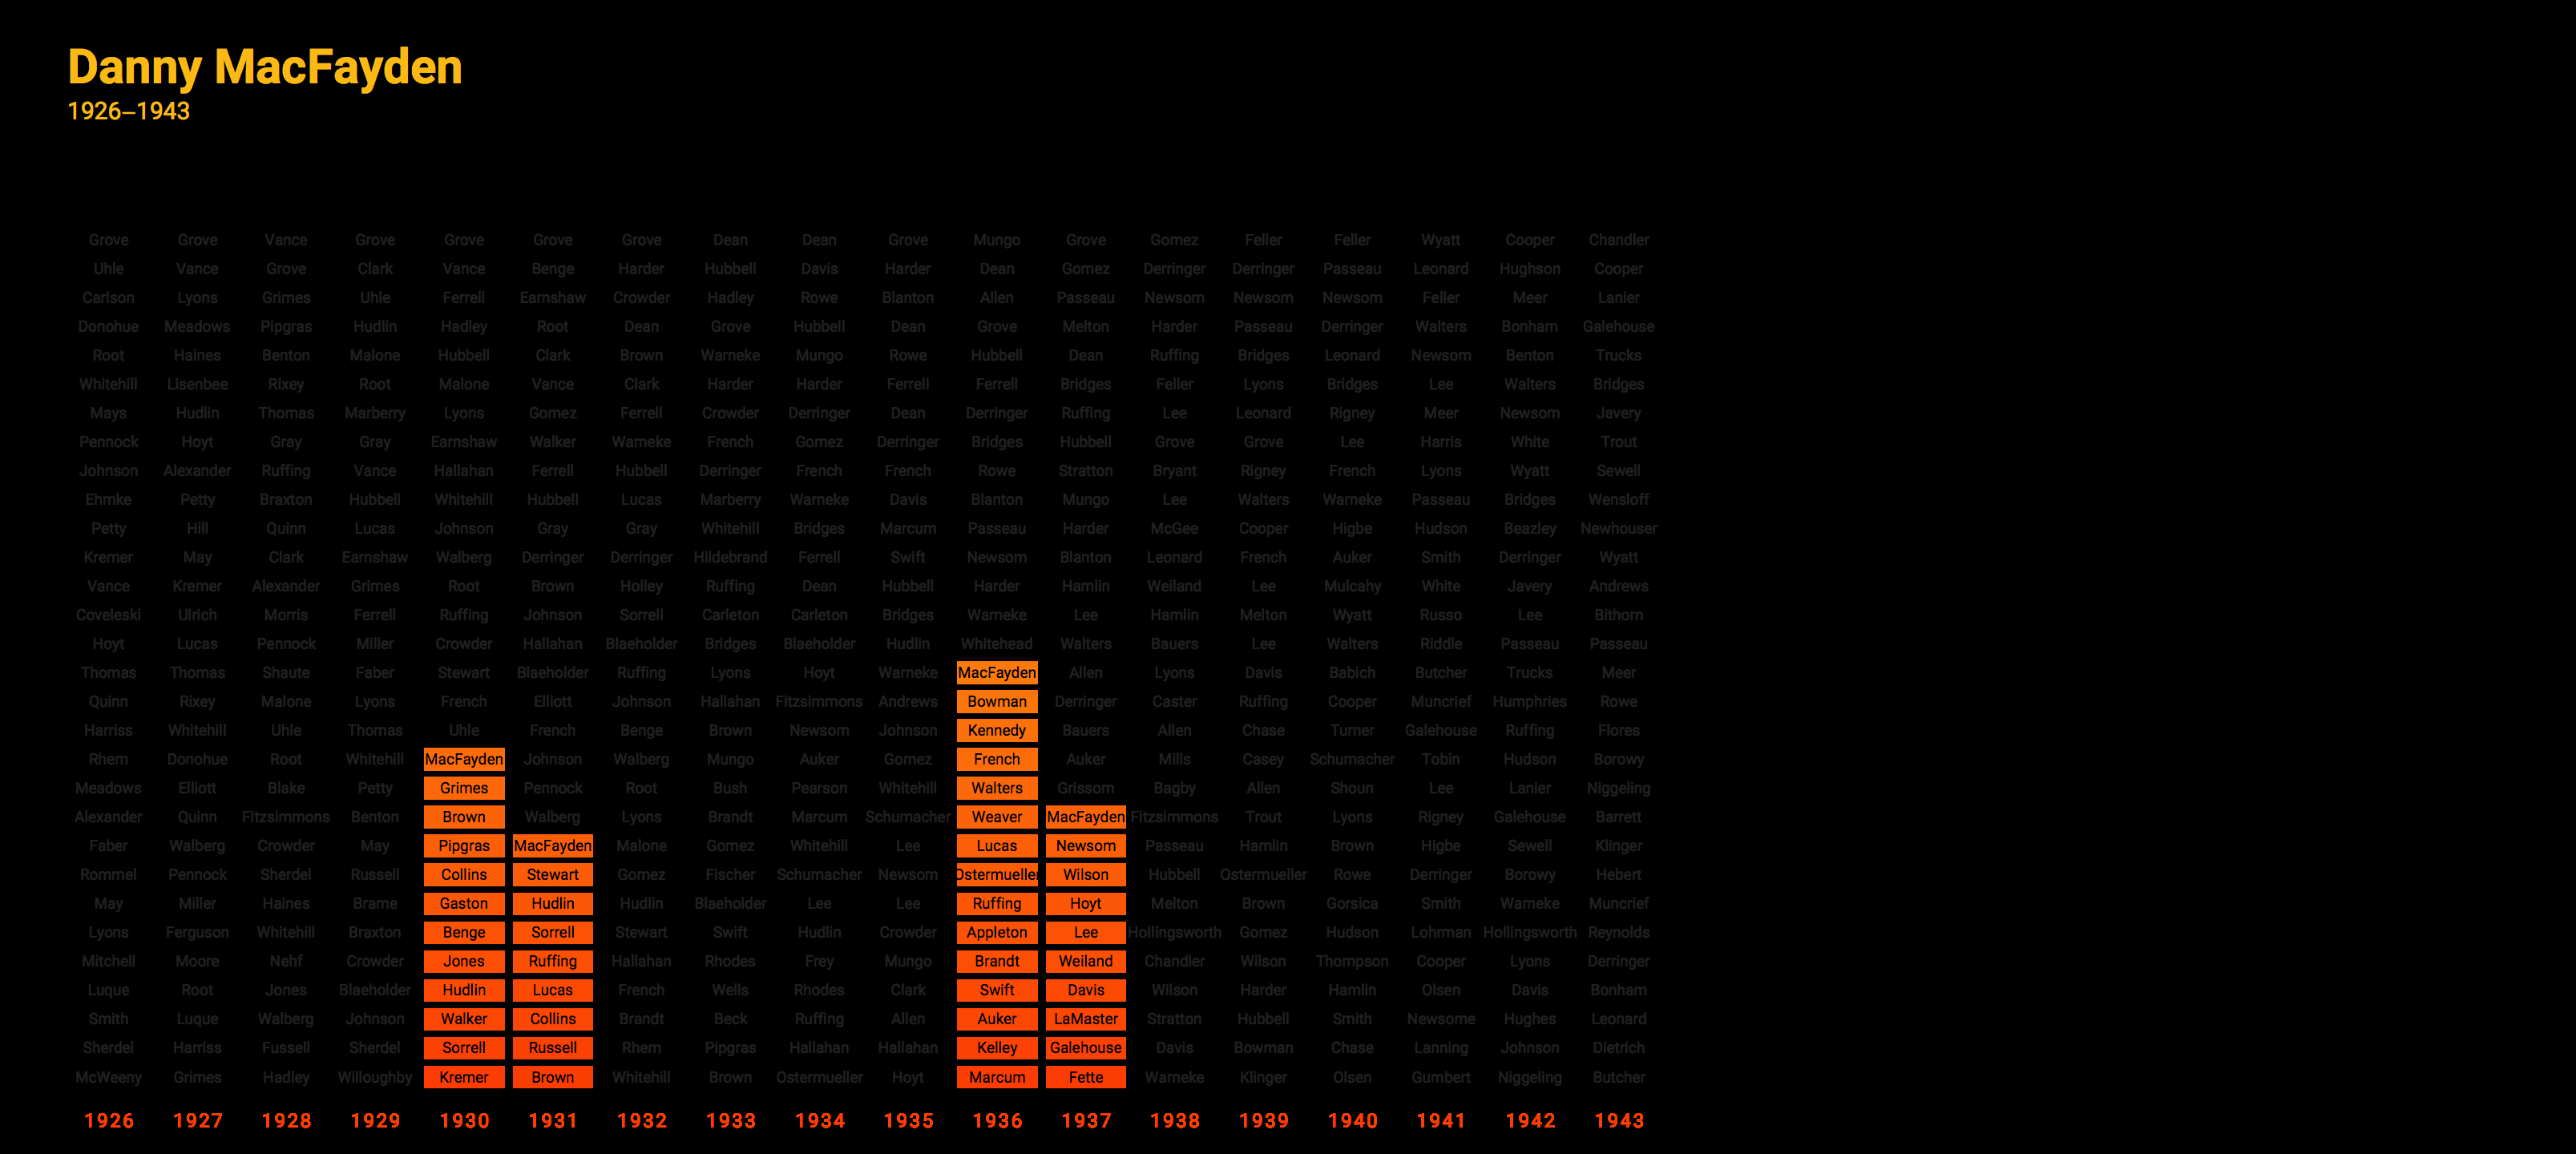 Danny MacFayden
1926–1943
Grove Grove Vance Grove Grove Grove Grove Dean Dean Grove Mungo Grove Gomez Feller Feller Wyatt Cooper Chandler
Uhle Vance Grove Clark Vance Benge Harder Hubbell Davis Harder Dean Gomez Derringer Derringer Passeau Leonard Hughson Cooper
Carlson Lyons Grimes Uhle Ferrell Earnshaw Crowder Hadley Rowe Blanton Allen Passeau Newsom Newsom Newsom Feller Meer Lanier
Donohue Meadows Pipgras Hudlin Hadley Root Dean Grove Hubbell Dean Grove Melton Harder Passeau Derringer Walters Bonham Galehouse
Root Haines Benton Malone Hubbell Clark Brown Warneke Mungo Rowe Hubbell Dean Ruffing Bridges Leonard Newsom Benton Trucks
Whitehill Lisenbee Rixey Root Malone Vance Clark Harder Harder Ferrell Ferrell Bridges Feller Lyons Bridges Lee Walters Bridges
Mays Hudlin Thomas Marberry Lyons Gomez Ferrell Crowder Derringer Dean Derringer Ruffing Lee Leonard Rigney Meer Newsom Javery
Pennock Hoyt Gray Gray Earnshaw Walker Warneke French Gomez Derringer Bridges Hubbell Grove Grove Lee Harris White Trout
Johnson Alexander Ruffing Vance Hallahan Ferrell Hubbell Derringer French French Rowe Stratton Bryant Rigney French Lyons Wyatt Sewell
Ehmke Petty Braxton Hubbell Whitehill Hubbell Lucas Marberry Warneke Davis Blanton Mungo Lee Walters Warneke Passeau Bridges Wensloff
Petty Hill Quinn Lucas Johnson Gray Gray Whitehill Bridges Marcum Passeau Harder McGee Cooper Higbe Hudson Beazley Newhouser
Kremer May Clark Earnshaw Walberg Derringer Derringer Hildebrand Ferrell Swift Newsom Blanton Leonard French Auker Smith Derringer Wyatt
Vance Kremer Alexander Grimes Root Brown Holley Ruffing Dean Hubbell Harder Hamlin Weiland Lee Mulcahy White Javery Andrews
Coveleski Ulrich Morris Ferrell Ruffing Johnson Sorrell Carleton Carleton Bridges Warneke Lee Hamlin Melton Wyatt Russo Lee Bithorn
Hoyt Lucas Pennock Miller Crowder Hallahan Blaeholder Bridges Blaeholder Hudlin Whitehead Walters Bauers Lee Walters Riddle Passeau Passeau
Thomas Thomas Shaute Faber Stewart Blaeholder Ruffing Lyons Hoyt Warneke MacFayden Allen Lyons Davis Babich Butcher Trucks Meer
Quinn Rixey Malone Lyons French Elliott Johnson Hallahan Fitzsimmons Andrews Bowman Derringer Caster Ruffing Cooper Muncrief Humphries Rowe
Harriss Whitehill Uhle Thomas Uhle French Benge Brown Newsom Johnson Kennedy Bauers Allen Chase Turner Galehouse Ruffing Flores
Rhem Donohue Root Whitehill MacFayden Johnson Walberg Mungo Auker Gomez French Auker Mills Casey Schumacher Tobin Hudson Borowy
Meadows Elliott Blake Petty Grimes Pennock Root Bush Pearson Whitehill Walters Grissom Bagby Allen Shoun Lee Lanier Niggeling
Alexander Quinn Fitzsimmons Benton Brown Walberg Lyons Brandt Marcum Schumacher Weaver MacFayden Fitzsimmons Trout Lyons Rigney Galehouse Barrett
Faber Walberg Crowder May Pipgras MacFayden Malone Gomez Whitehill Lee Lucas Newsom Passeau Hamlin Brown Higbe Sewell Klinger
Rommel Pennock Sherdel Russell Collins Stewart Gomez Fischer Schumacher Newsom Ostermueller Wilson Hubbell Ostermueller Rowe Derringer Borowy Hebert
May Miller Haines Brame Gaston Hudlin Hudlin Blaeholder Lee Lee Ruffing Hoyt Melton Brown Gorsica Smith Warneke Muncrief
Lyons Ferguson Whitehill Braxton Benge Sorrell Stewart Swift Hudlin Crowder Appleton Lee Hollingsworth Gomez Hudson Lohrman Hollingsworth Reynolds
Mitchell Moore Nehf Crowder Jones Ruffing Hallahan Rhodes Frey Mungo Brandt Weiland Chandler Wilson Thompson Cooper Lyons Derringer
Luque Root Jones Blaeholder Hudlin Lucas French Wells Rhodes Clark Swift Davis Wilson Harder Hamlin Olsen Davis Bonham
Smith Luque Walberg Johnson Walker Collins Brandt Beck Ruffing Allen Auker LaMaster Stratton Hubbell Smith Newsome Hughes Leonard
Sherdel Harriss Fussell Sherdel Sorrell Russell Rhem Pipgras Hallahan Hallahan Kelley Galehouse Davis Bowman Chase Lanning Johnson Dietrich
McWeeny Grimes Hadley Willoughby Kremer Brown Whitehill Brown Ostermueller Hoyt Marcum Fette Warneke Klinger Olsen Gumbert Niggeling Butcher
1926 1927 1928 1929 1930 1931 1932 1933 1934 1935 1936 1937 1938 1939 1940 1941 1942 1943